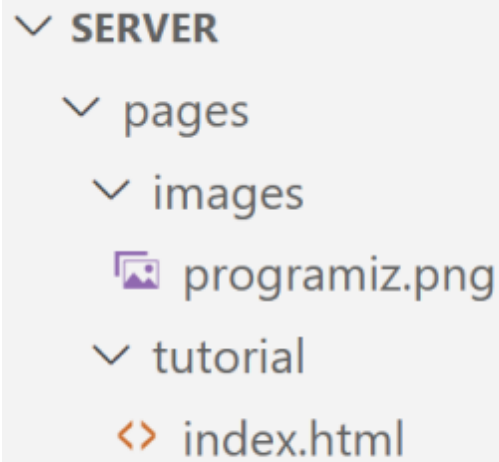 SERVER
pages
images
programiz.png
tutorial
index.html